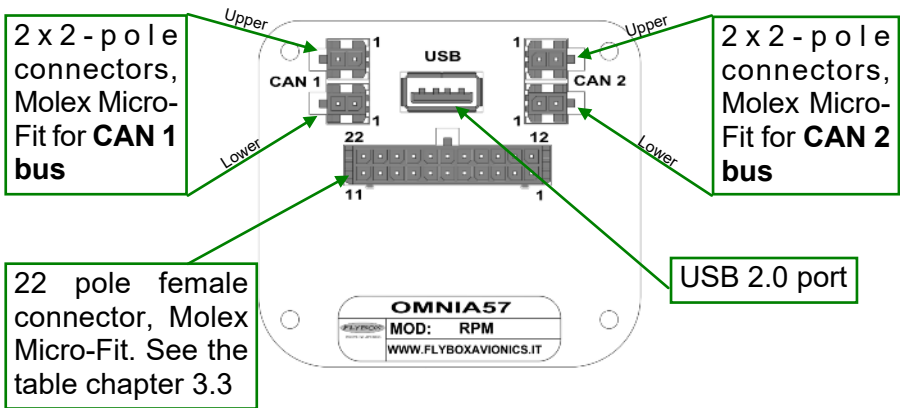 2 x 2 - p o l e
connectors,
Molex Micro-
Fit for CAN 1
bus
Upper
Lower
1
CAN 1
1
USB
1
CAN 2
1
Upper
Lower
2 x 2 - p o l e
connectors,
Molex Micro-
Fit for CAN 2
bus
22
12
11
1
22 pole female
connector, Molex
Micro-Fit. See the
table chapter 3.3
USB 2.0 port
OMNIA57
FLYBOX
MOD: RPM
WWW.FLYBOXAVIONICS.IT